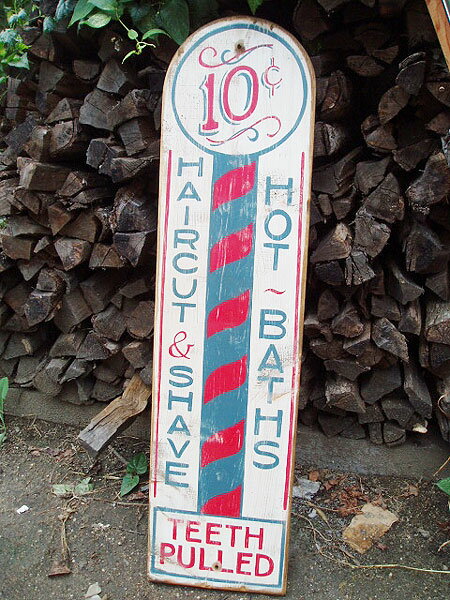 10¢
HAIRCUT & SHAVE
HOT ~ BATHS
TEETH
PULLED